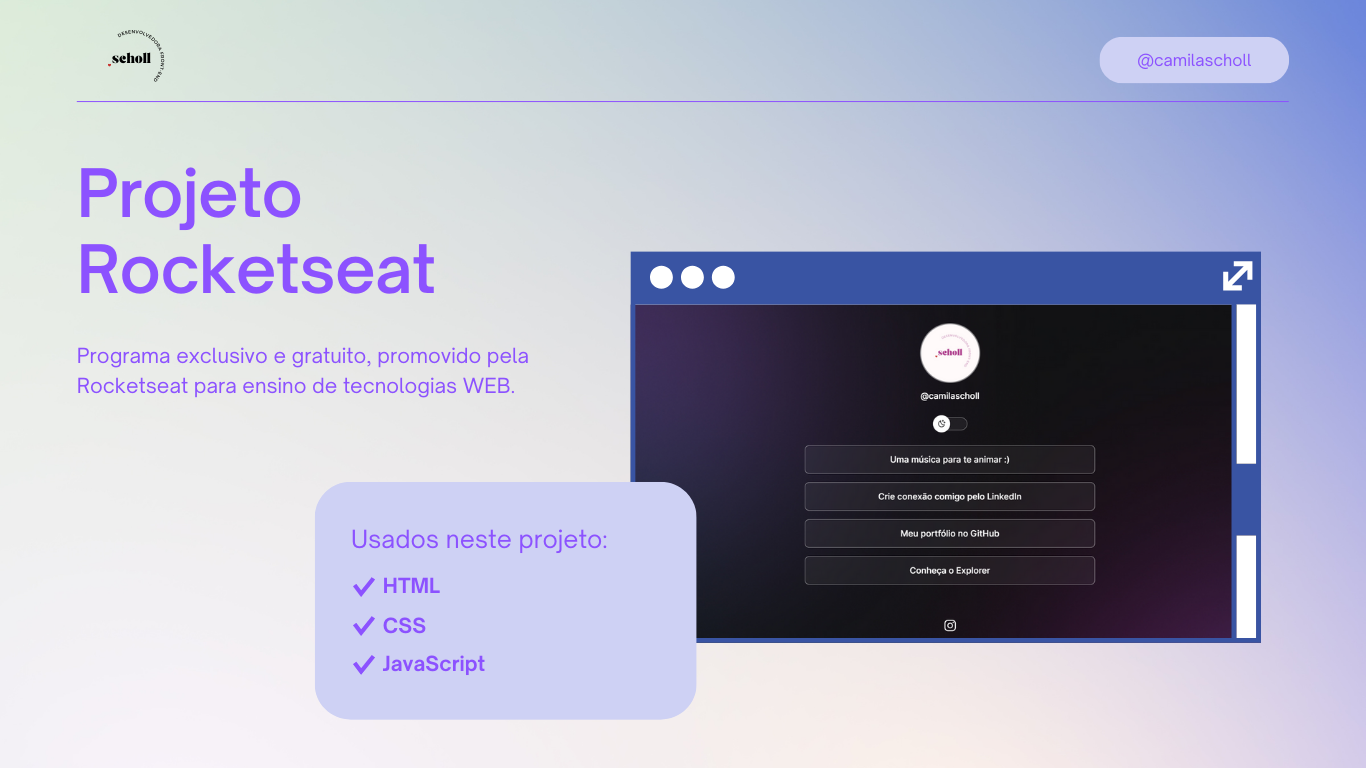 DESENVOLVEDORA FRONT-END
.scholl
@camilascholl
Projeto
Rocketseat
Programa exclusivo e gratuito, promovido pela
Rocketseat para ensino de tecnologias WEB.
.scholl
@camilascholl
Uma música para te animar :)
Crie conexão comigo pelo LinkedIn
Meu portfólio no GitHub
Conheça o Explorer
Usados neste projeto:
HTML
CSS
JavaScript